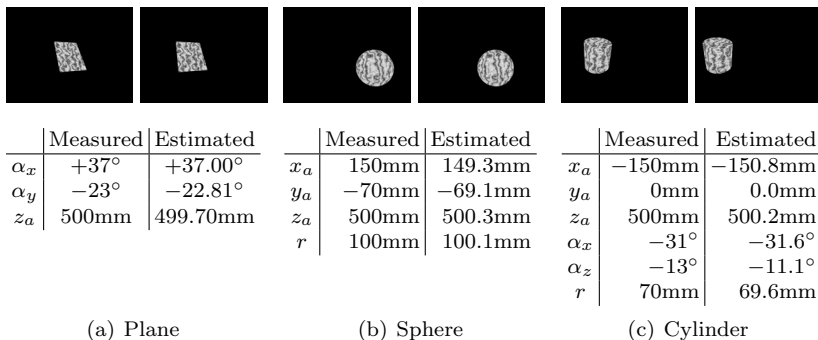 Measured Estimated
αx +37° +37.00°
αy −23° −22.81°
za 500mm 499.70mm
(a) Plane
Measured Estimated
xa 150mm 149.3mm
ya −70mm −69.1mm
za 500mm 500.3mm
r 100mm 100.1mm
(b) Sphere
Measured Estimated
xa −150mm −150.8mm
ya 0mm 0.0mm
za 500mm 500.2mm
αx −31° −31.6°
αz −13° −11.1°
r 70mm 69.6mm
(c) Cylinder